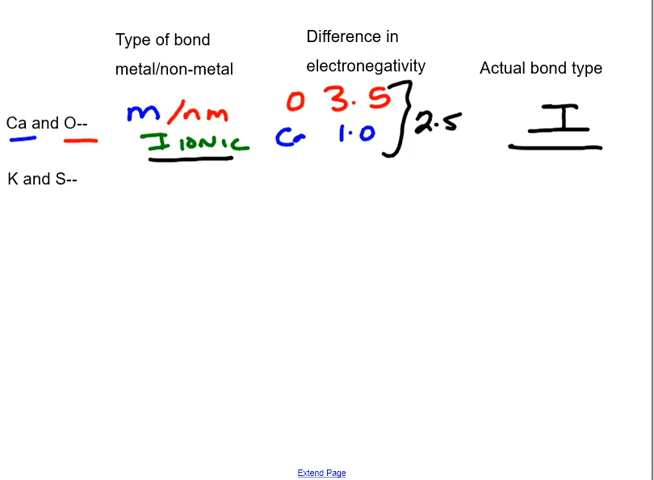 Type of bond
metal/non-metal
Difference in
electronegativity
Actual bond type
Ca and O--
m/nm
I IONIC
O 3.5
Ca 1.0
2.5
I
K and S--
Extend Page